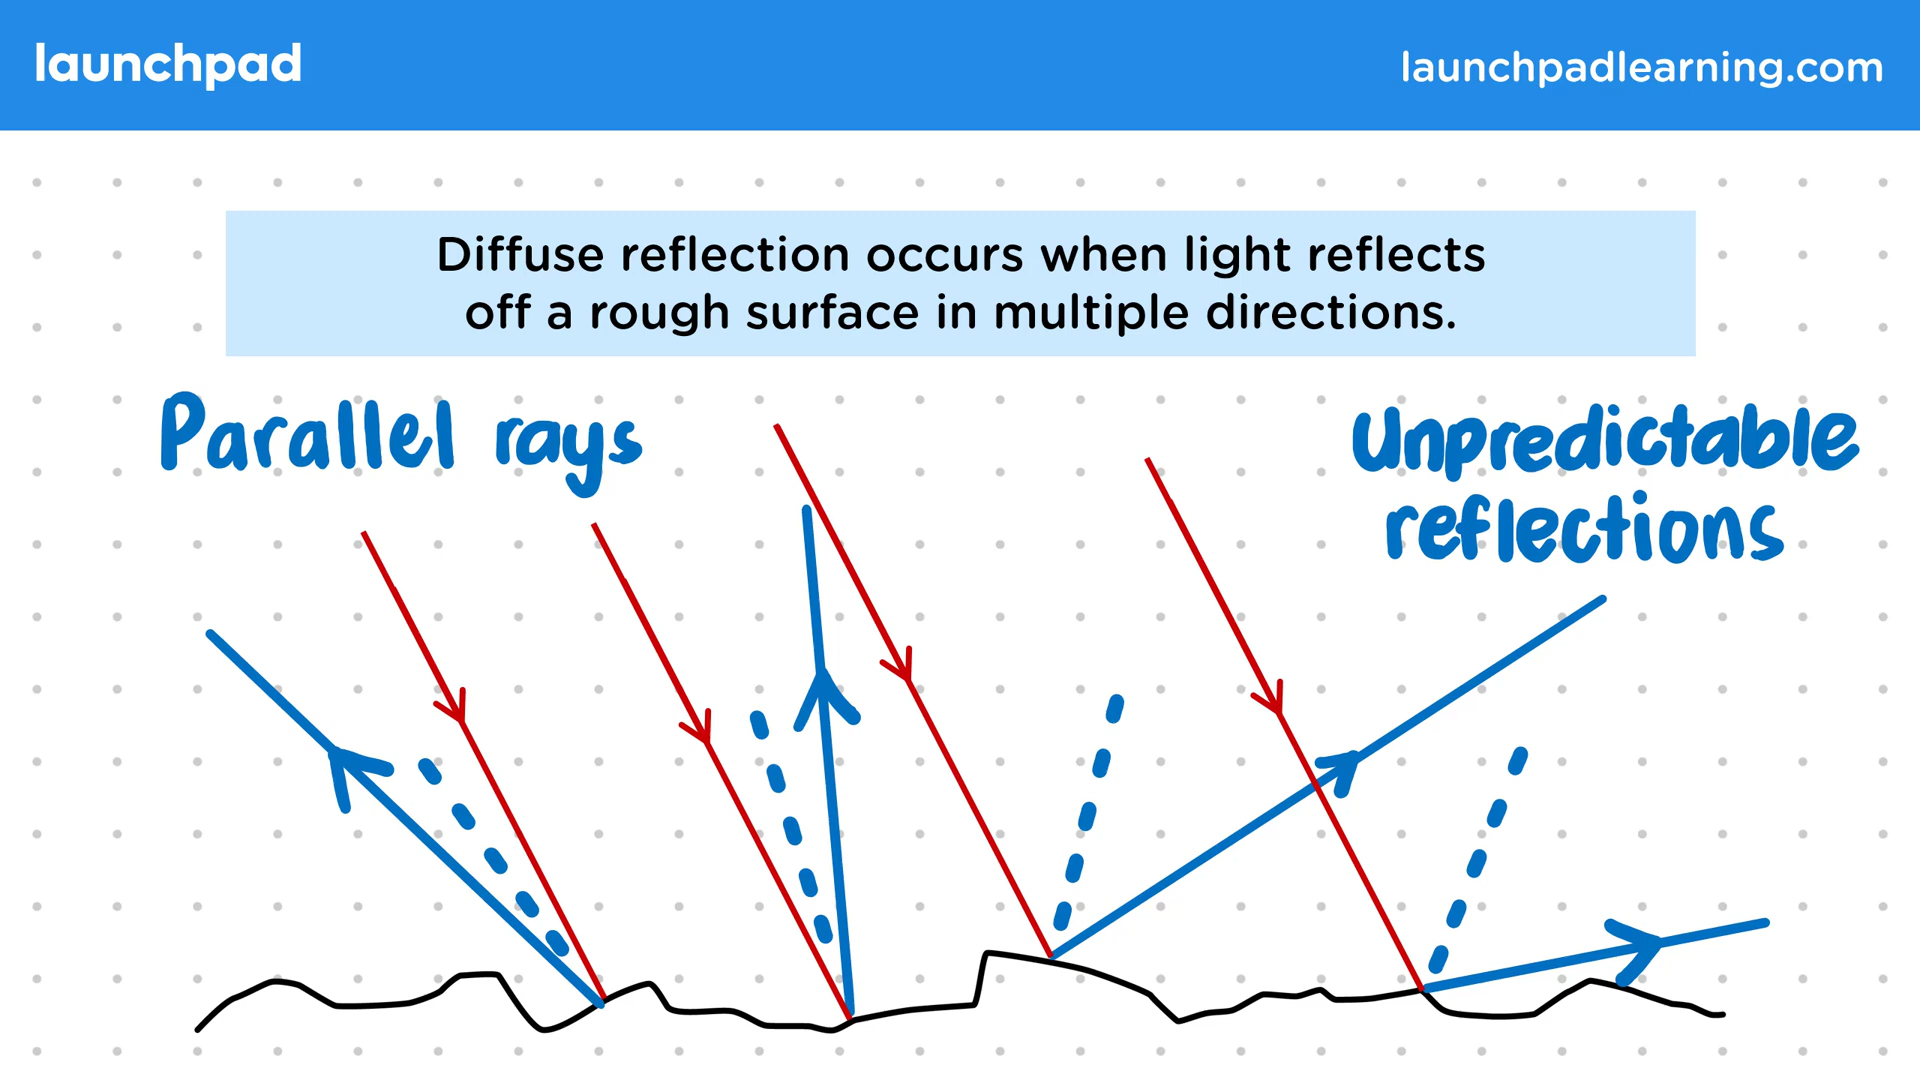 launchpad
launchpadlearning.com
Diffuse reflection occurs when light reflects
off a rough surface in multiple directions.
Parallel rays
Unpredictable
reflections